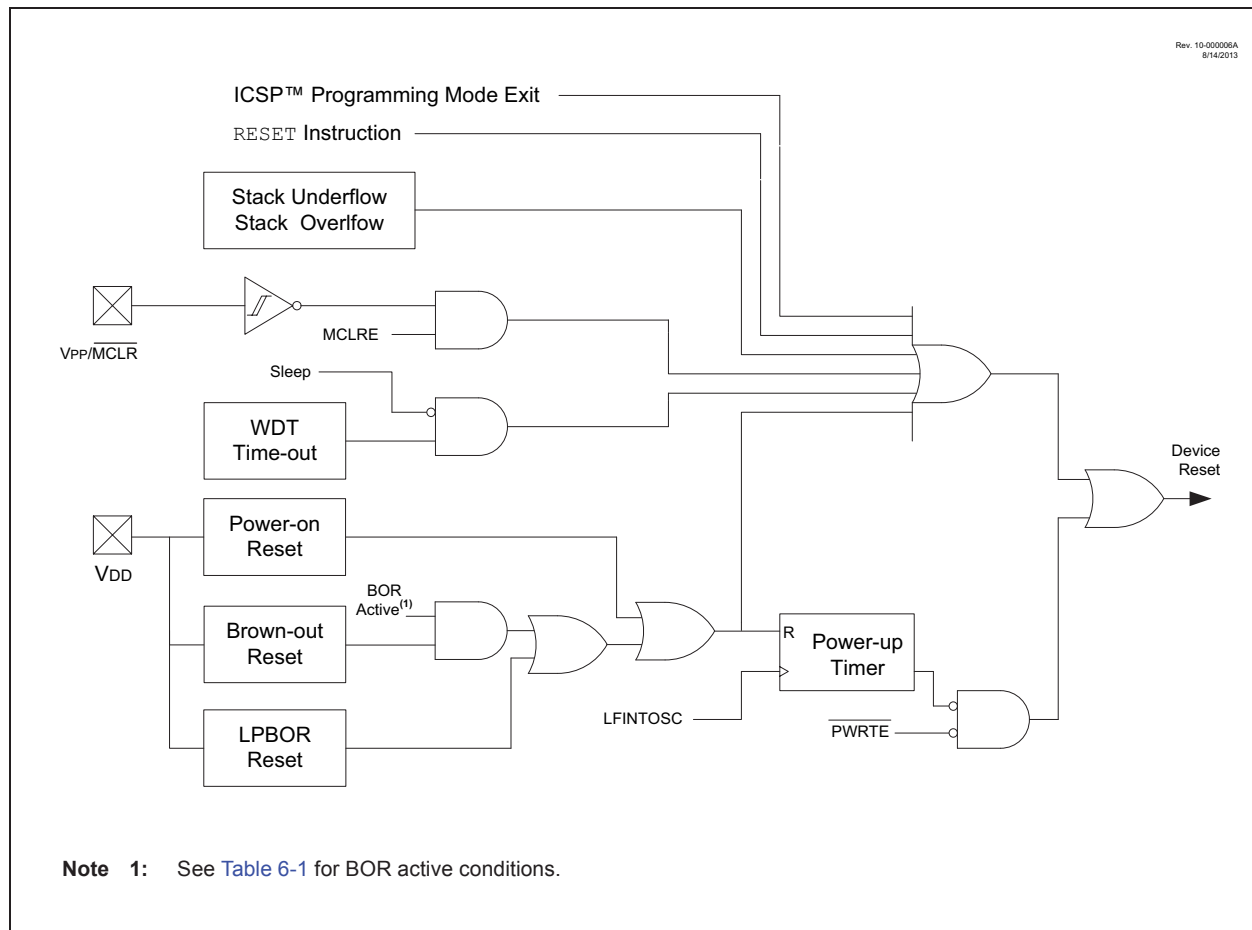 Rev. 10-000006A
8/14/2013
ICSP™ Programming Mode Exit
RESET Instruction
Stack Underflow
Stack Overlfow
VPP/MCLR
MCLRE
Sleep
WDT
Time-out
Device
Reset
VDD
Power-on
Reset
BOR
Active(1)
Brown-out
Reset
R
Power-up
Timer
LFINTOSC
PWRTE
LPBOR
Reset
Note 1: See Table 6-1 for BOR active conditions.